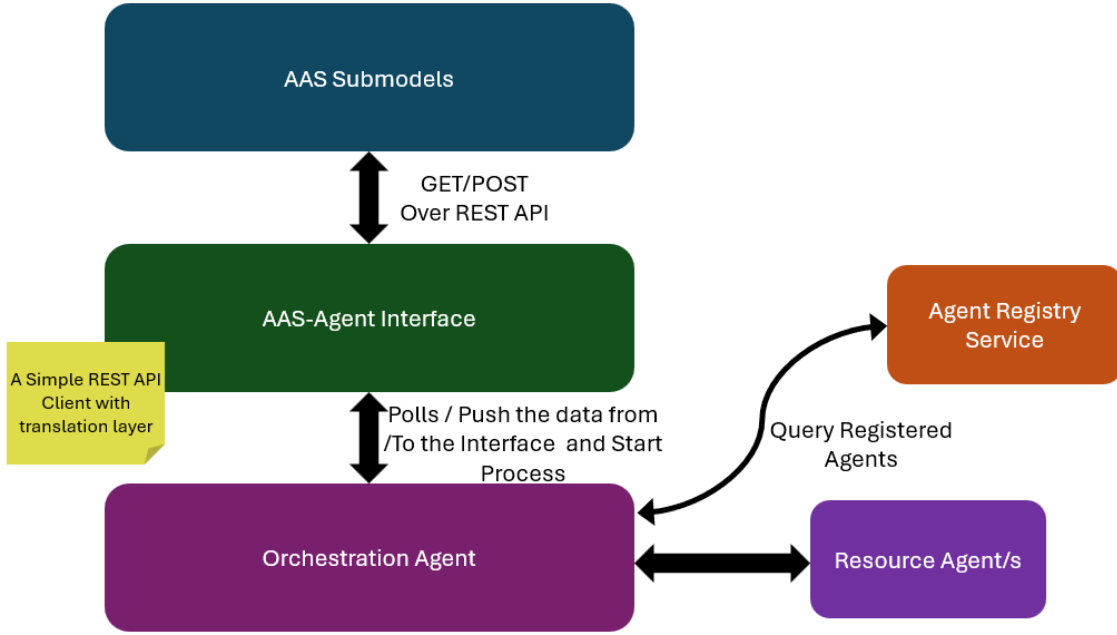 AAS Submodels
GET/POST
Over REST API
AAS-Agent Interface
A Simple REST API
Client with
translation layer
Agent Registry
Service
Polls / Push the data from
/To the Interface and Start
Process
Query Registered
Agents
Orchestration Agent
Resource Agent/s